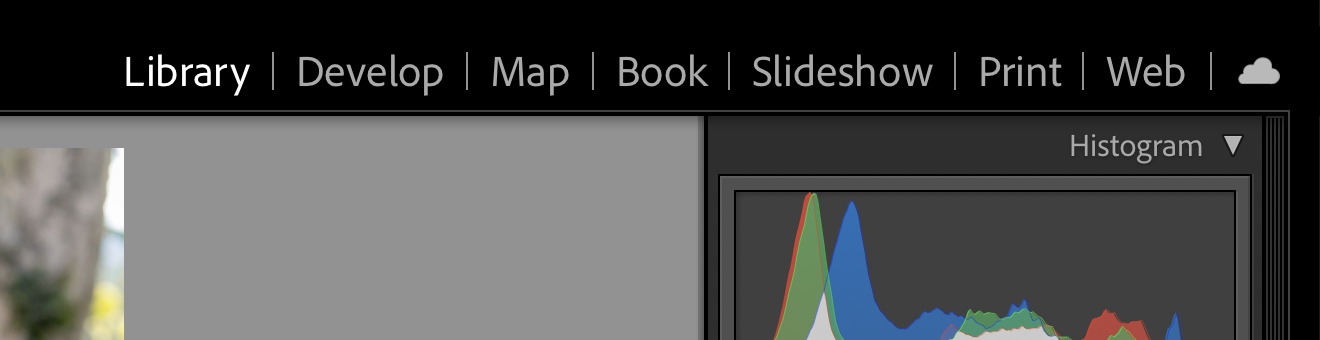 Library | Develop | Map | Book | Slideshow | Print | Web |
Histogram